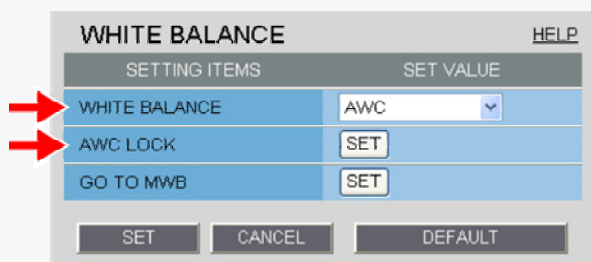 WHITE BALANCE HELP
SETTING ITEMS SET VALUE
WHITE BALANCE AWC
AWC LOCK SET
GO TO MWB SET
SET CANCEL DEFAULT